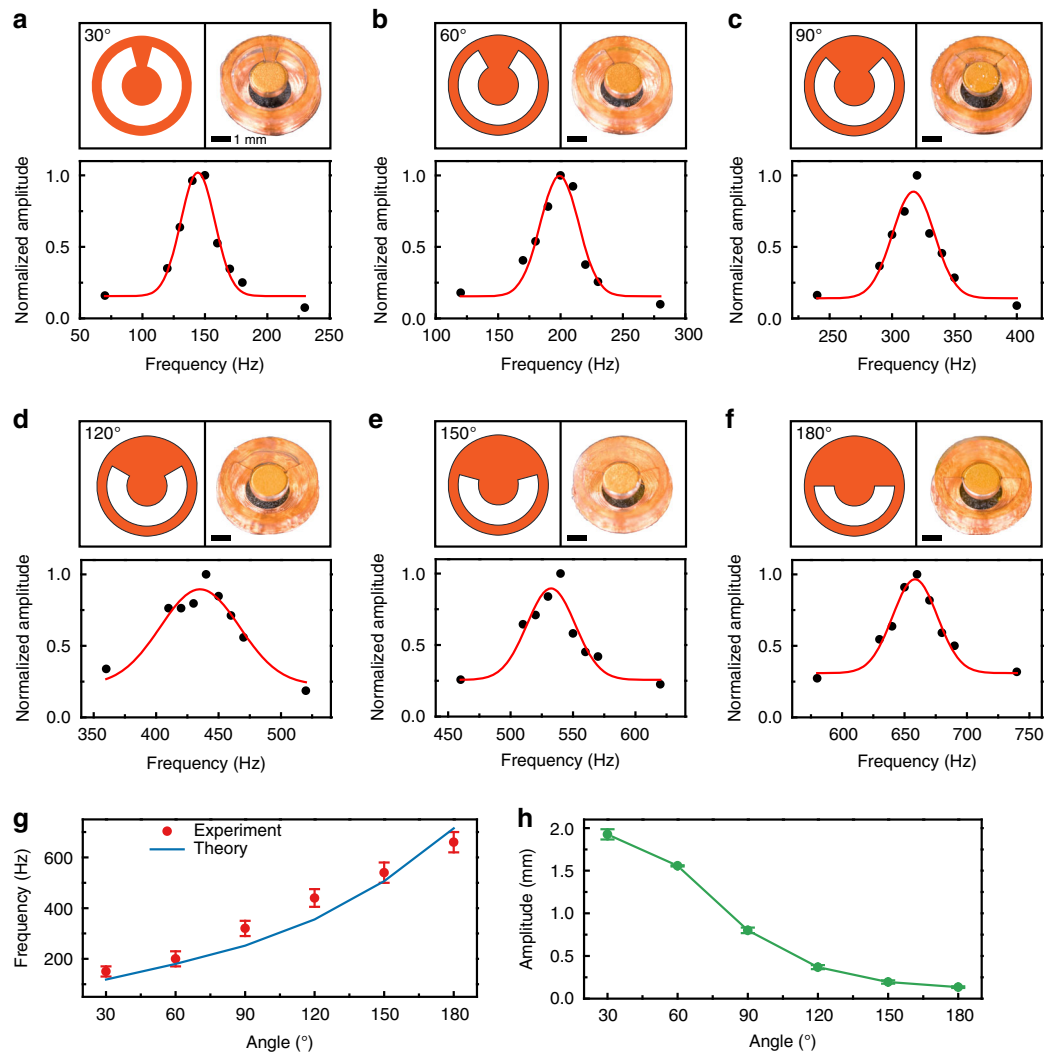 a
30°
1 mm
Normalized amplitude
1.0
0.5
0.0
50 100 150 200 250
Frequency (Hz)
b
60°
Normalized amplitude
1.0
0.5
0.0
100 150 200 250 300
Frequency (Hz)
c
90°
Normalized amplitude
1.0
0.5
0.0
250 300 350 400
Frequency (Hz)
d
120°
Normalized amplitude
1.0
0.5
0.0
350 400 450 500
Frequency (Hz)
e
150°
Normalized amplitude
1.0
0.5
0.0
450 500 550 600
Frequency (Hz)
f
180°
Normalized amplitude
1.0
0.5
0.0
600 650 700 750
Frequency (Hz)
g
Experiment
Theory
Frequency (Hz)
600
400
200
30 60 90 120 150 180
Angle (°)
h
Amplitude (mm)
2.0
1.5
1.0
0.5
0.0
30 60 90 120 150 180
Angle (°)